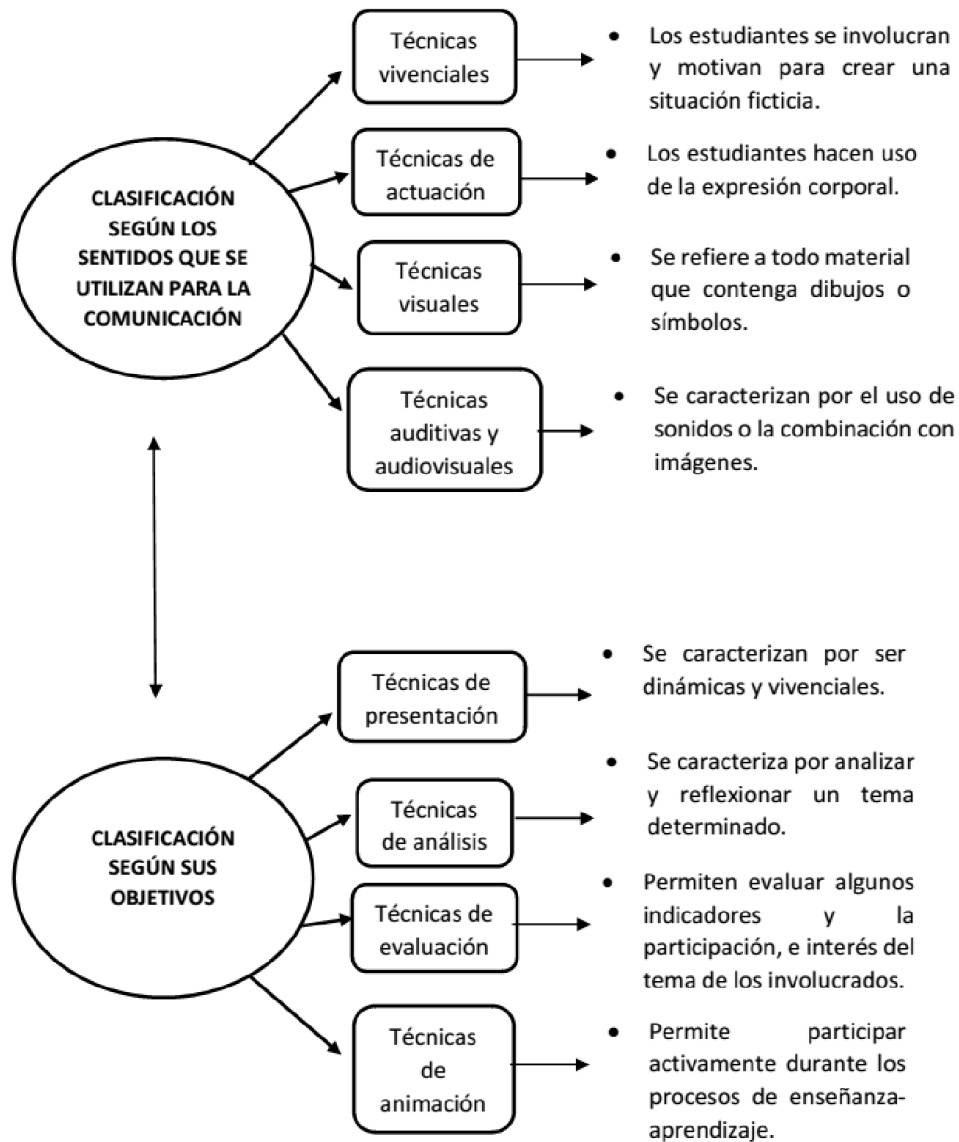 Técnicas
vivenciales
• Los estudiantes se involucran
y motivan para crear una
situación ficticia.
CLASIFICACIÓN
SEGÚN LOS
SENTIDOS QUE SE
UTILIZAN PARA LA
COMUNICACIÓN
Técnicas de
actuación
• Los estudiantes hacen uso
de la expresión corporal.
Técnicas
visuales
• Se refiere a todo material
que contenga dibujos o
símbolos.
Técnicas
auditivas y
audiovisuales
• Se caracterizan por el uso de
sonidos o la combinación con
imágenes.
Técnicas de
presentación
• Se caracterizan por ser
dinámicas y vivenciales.
CLASIFICACIÓN
SEGÚN SUS
OBJETIVOS
Técnicas
de análisis
• Se caracteriza por analizar
y reflexionar un tema
determinado.
Técnicas de
evaluación
• Permiten evaluar algunos
indicadores y la
participación, e interés del
tema de los involucrados.
Técnicas
de
animación
• Permite participar
activamente durante los
procesos de enseñanza-
aprendizaje.